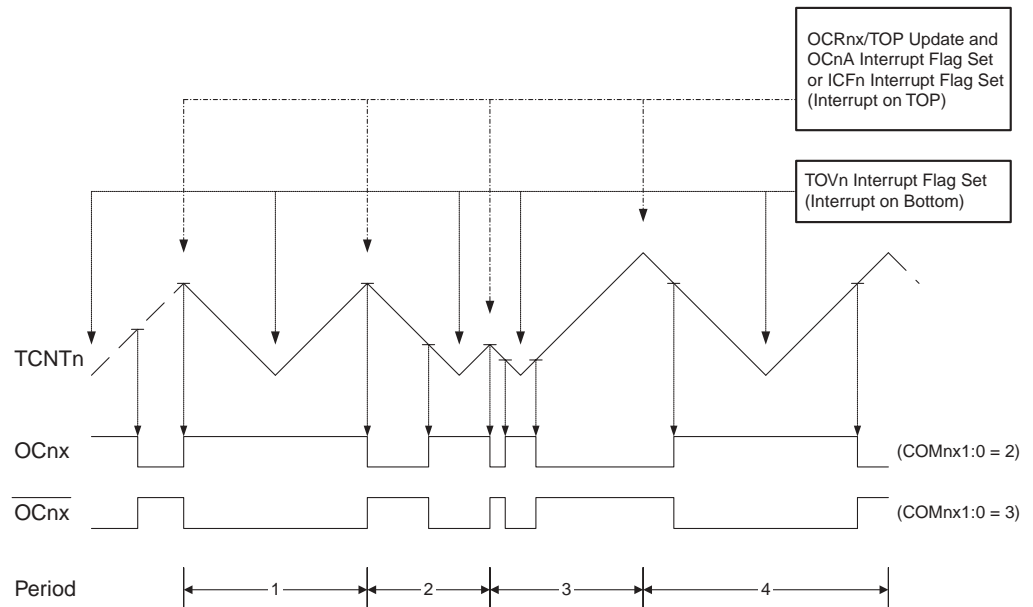 OCRnx/TOP Update and
OCnA Interrupt Flag Set
or ICFn Interrupt Flag Set
(Interrupt on TOP)
TOVn Interrupt Flag Set
(Interrupt on Bottom)
TCNTn
OCnx
(COMnx1:0 = 2)
OCnx
(COMnx1:0 = 3)
Period
1
2
3
4